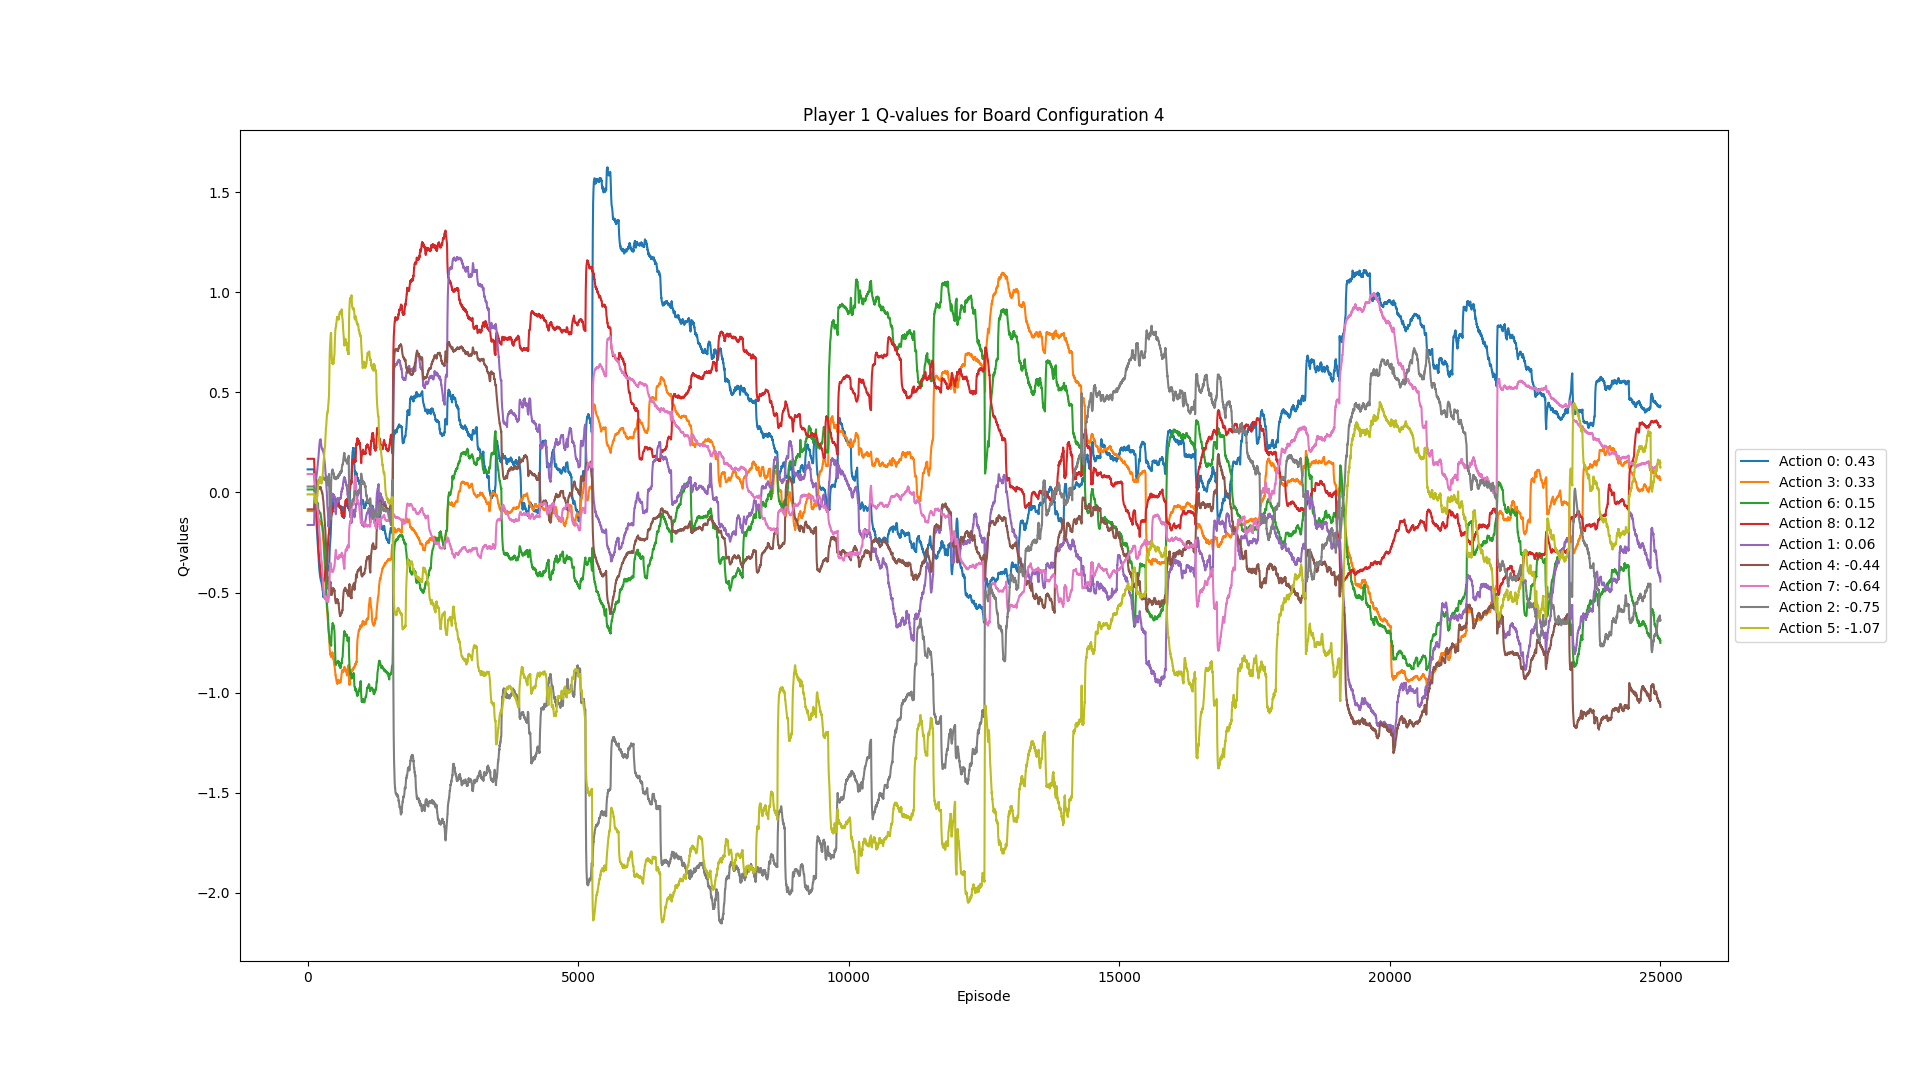 Player 1 Q-values for Board Configuration 4
Q-values
1.5
1.0
0.5
0.0
−0.5
−1.0
−1.5
−2.0
0
5000
10000
15000
20000
25000
Episode
Action 0: 0.43
Action 3: 0.33
Action 6: 0.15
Action 8: 0.12
Action 1: 0.06
Action 4: -0.44
Action 7: -0.64
Action 2: -0.75
Action 5: -1.07